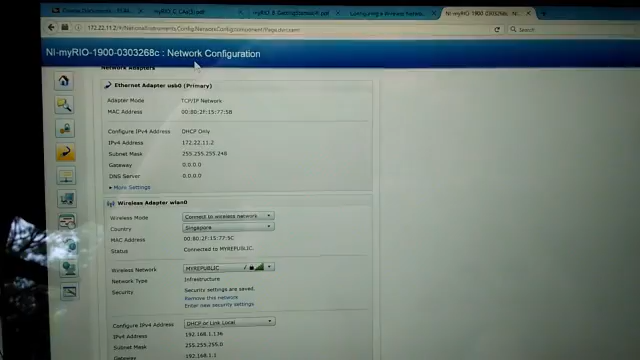 NI-myRIO-1900-0303268c : Network Configuration
Network Adapters
Ethernet Adapter usb0 (Primary)
Adapter Mode TCP/IP Network
MAC Address 00:80:2F:15:77:5B
Configure IPv4 Address DHCP Only
IPv4 Address 172.22.11.2
Subnet Mask 255.255.255.248
Gateway 0.0.0.0
DNS Server 0.0.0.0
More Settings
Wireless Adapter wlan0
Wireless Mode Connect to wireless network
Country Singapore
MAC Address 00:80:2F:15:77:5C
Status Connected to MYREPUBLIC.
Wireless Network MYREPUBLIC
Network Type Infrastructure
Security Security settings are saved.
Remove this network
Enter new security settings
Configure IPv4 Address DHCP or Link Local
IPv4 Address 192.168.1.136
Subnet Mask 255.255.255.0
Gateway 192.168.1.1